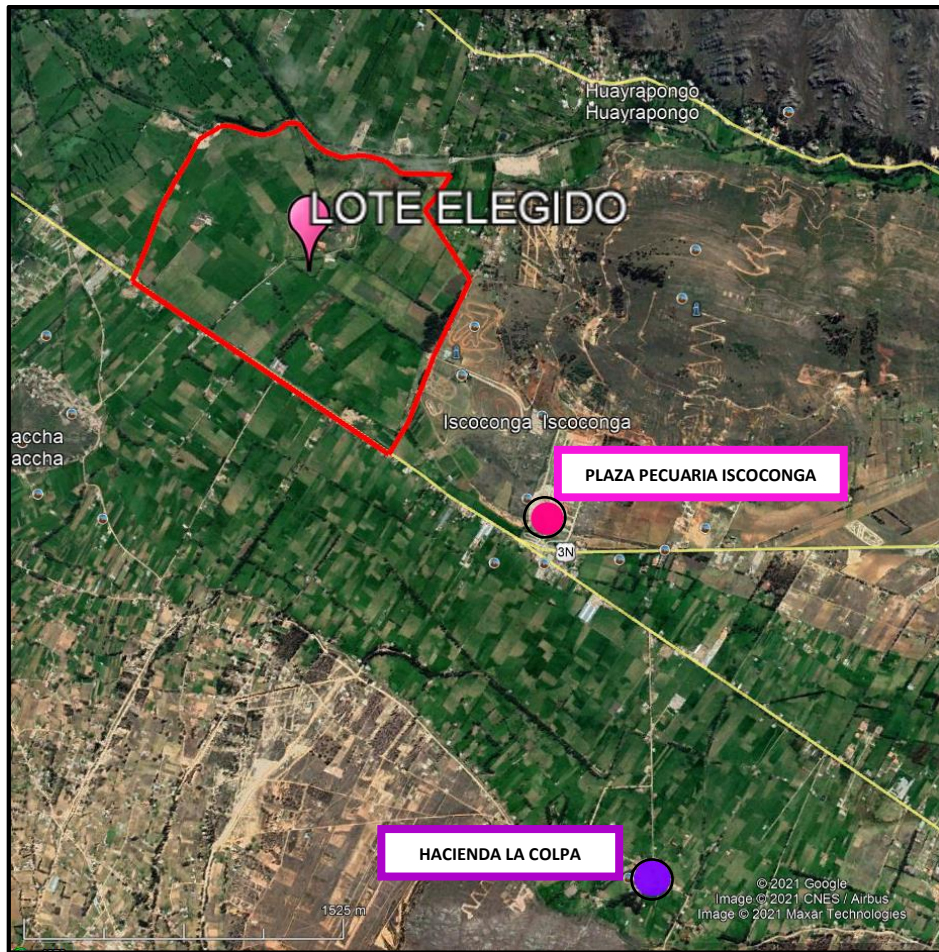 Huayrapongo
Huayrapongo
LOTE ELEGIDO
Iscoconga Iscoconga
accha
accha
PLAZA PECUARIA ISCOCONGA
3N
HACIENDA LA COLPA
1525 m
© 2021 Google
Image © 2021 CNES / Airbus
Image © 2021 Maxar Technologies